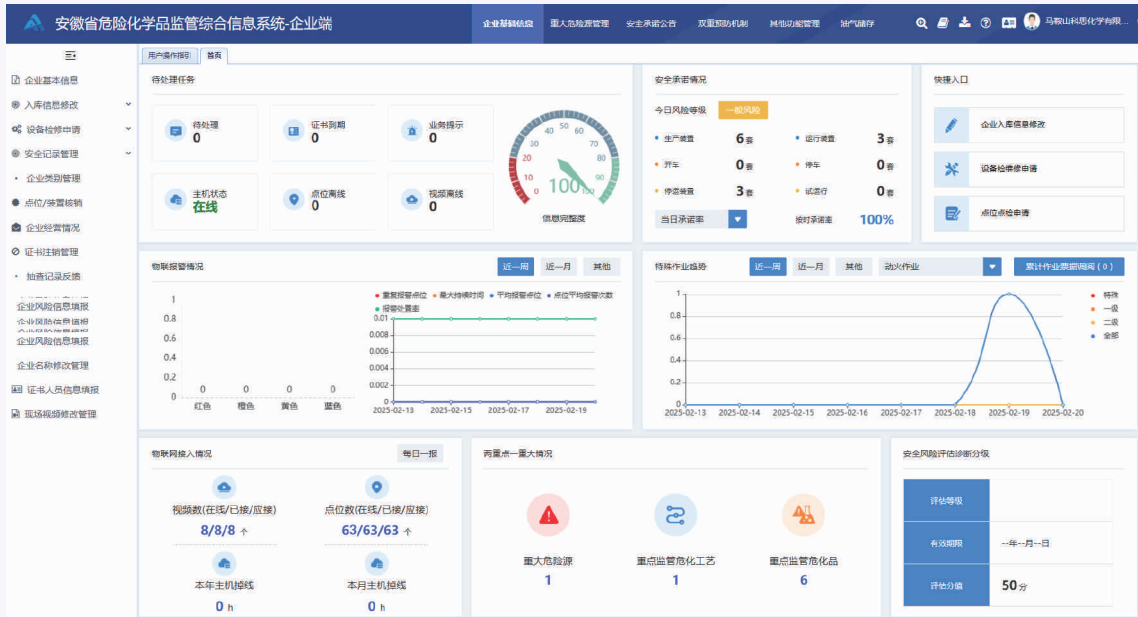 安徽省危险化学品监管综合信息系统-企业端
企业基础信息 重大危险源管理 安全承诺公告 双重预防机制 其他功能管理 油气储存
马鞍山科思化学有限...
用户操作指引 首页
企业基本信息
入库信息修改
设备检修申请
安全记录管理
企业类别管理
点位/装置核销
企业经营情况
证书注销管理
抽查记录反馈
企业风险信息填报
企业风险信息填报
企业风险信息填报
企业名称修改管理
证书人员信息填报
现场视频修改管理
待处理任务
待处理
0
证书到期
0
业务提示
0
主机状态
在线
点位离线
0
视频离线
0
0 10 20 30 40 50 60 70 80 90 100
100
信息完整度
安全承诺情况
今日风险等级 一般风险
生产装置 6套
运行装置 3套
开车 0套
停车 0套
停运装置 3套
试运行 0套
当日承诺率
按时承诺率 100%
快捷入口
企业入库信息修改
设备检维修申请
点位点检申请
物联报警情况
近一周 近一月 其他
1
0.8
0.6
0.4
0.2
0
0 0 0 0
红色 橙色 黄色 蓝色
重复报警点位 最大持续时间 平均报警点位 点位平均报警次数
报警处置率
0.01
0.008
0.006
0.004
0.002
0
2025-02-13 2025-02-15 2025-02-17 2025-02-19
特殊作业趋势
近一周 近一月 其他 动火作业
累计作业票据调阅(0)
1
0.8
0.6
0.4
0.2
0
2025-02-13 2025-02-14 2025-02-15 2025-02-16 2025-02-17 2025-02-18 2025-02-19 2025-02-20
特殊
一级
二级
全部
物联网接入情况
每日一报
视频数(在线/已接/应接)
8/8/8 个
点位数(在线/已接/应接)
63/63/63 个
本年主机掉线
0 h
本月主机掉线
0 h
两重点一重大情况
重大危险源
1
重点监管危化工艺
1
重点监管危化品
6
安全风险评估诊断分级
评估等级
有效期限 --年--月--日
评估分值 50分